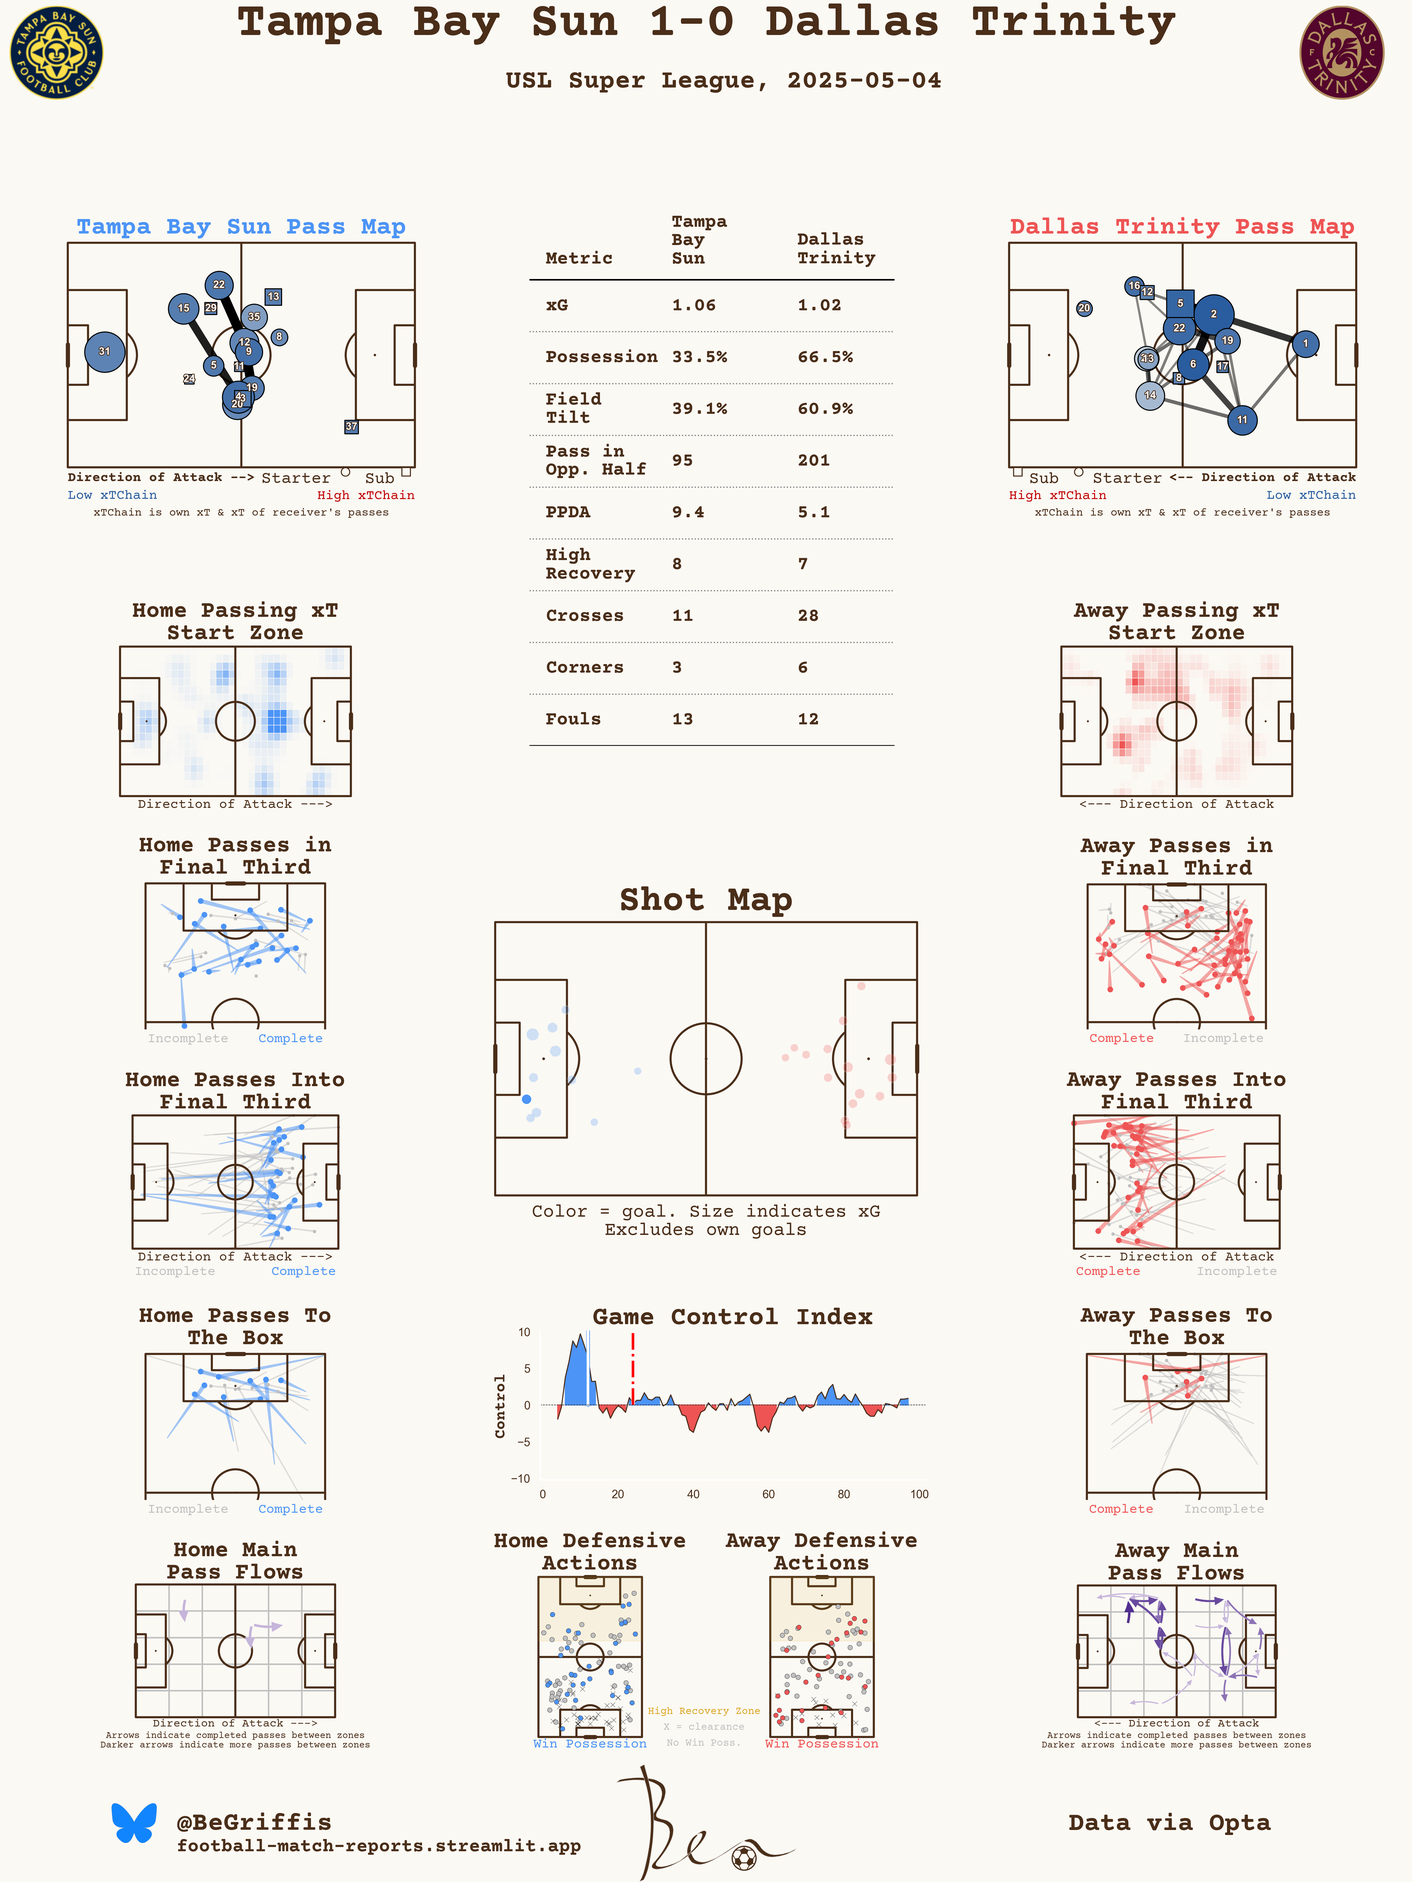 Tampa Bay Sun 1-0 Dallas Trinity
USL Super League, 2025-05-04
TAMPA BAY SUN
FOOTBALL CLUB
DALLAS
F C
TRINITY
Tampa Bay Sun Pass Map
22
13
15
29
35
8
12
9
31
5
11
24
19
4
3
20
37
Direction of Attack --> Starter Sub
Low xTChain High xTChain
xTChain is own xT & xT of receiver's passes
Metric Tampa Bay Sun Dallas Trinity
xG 1.06 1.02
Possession 33.5% 66.5%
Field Tilt 39.1% 60.9%
Pass in Opp. Half 95 201
PPDA 9.4 5.1
High Recovery 8 7
Crosses 11 28
Corners 3 6
Fouls 13 12
Dallas Trinity Pass Map
16
12
20
5
2
22
19
1
13
6
17
8
14
11
Sub Starter <-- Direction of Attack
High xTChain Low xTChain
xTChain is own xT & xT of receiver's passes
Home Passing xT
Start Zone
Direction of Attack --->
Away Passing xT
Start Zone
<--- Direction of Attack
Home Passes in
Final Third
Incomplete Complete
Away Passes in
Final Third
Complete Incomplete
Shot Map
Color = goal. Size indicates xG
Excludes own goals
Home Passes Into
Final Third
Direction of Attack --->
Incomplete Complete
Away Passes Into
Final Third
<--- Direction of Attack
Complete Incomplete
Home Passes To
The Box
Incomplete Complete
Game Control Index
Control
10
5
0
−5
−10
0 20 40 60 80 100
Away Passes To
The Box
Complete Incomplete
Home Main
Pass Flows
Direction of Attack --->
Arrows indicate completed passes between zones
Darker arrows indicate more passes between zones
Home Defensive
Actions
Win Possession
High Recovery Zone
X = clearance
No Win Poss.
Away Defensive
Actions
Win Possession
Away Main
Pass Flows
<--- Direction of Attack
Arrows indicate completed passes between zones
Darker arrows indicate more passes between zones
@BeGriffis
football-match-reports.streamlit.app
Ben
Data via Opta